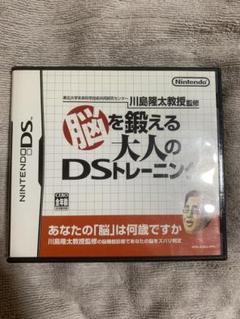 Nintendo
東北大学未来科学技術共同研究センター
川島隆太教授監修
脳を鍛える
大人の
DSトレーニング
NINTENDO DS
CERO
全年齢
あなたの「脳」は何歳ですか
川島隆太教授監修の脳機能診断であなたの脳をズバリ判定